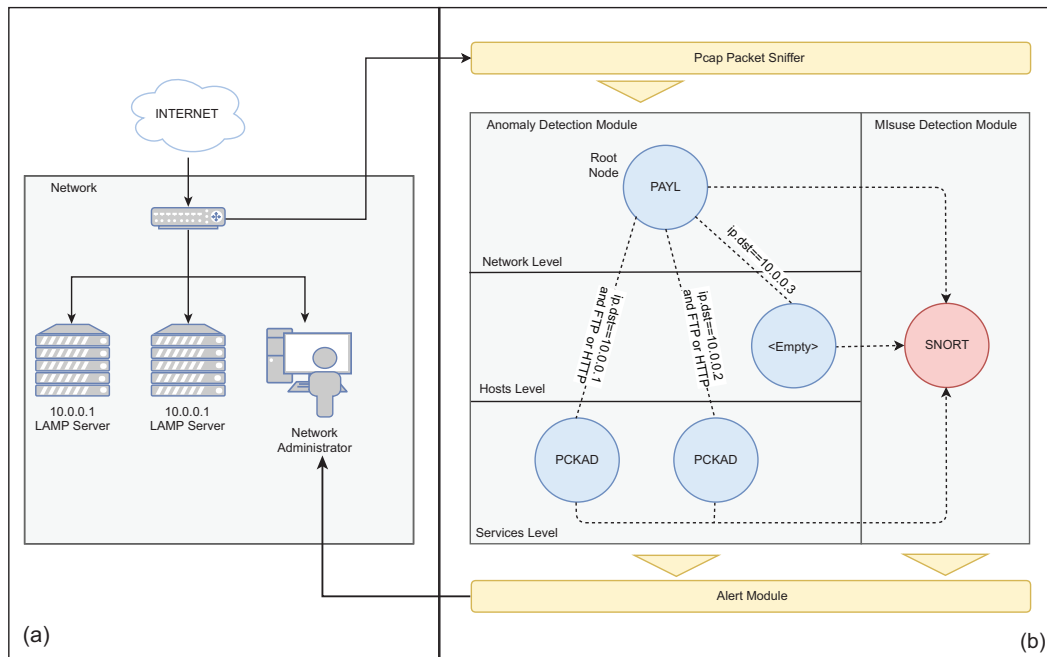 INTERNET
Network
10.0.0.1
LAMP Server
10.0.0.1
LAMP Server
Network
Administrator
(a)
Pcap Packet Sniffer
Anomaly Detection Module
MIsuse Detection Module
Root
Node
PAYL
ip.dst==10.0.0.3
Network Level
ip.dst==10.0.0.1
and FTP or HTTP
ip.dst==10.0.0.2
and FTP or HTTP
<Empty>
SNORT
Hosts Level
PCKAD
PCKAD
Services Level
Alert Module
(b)